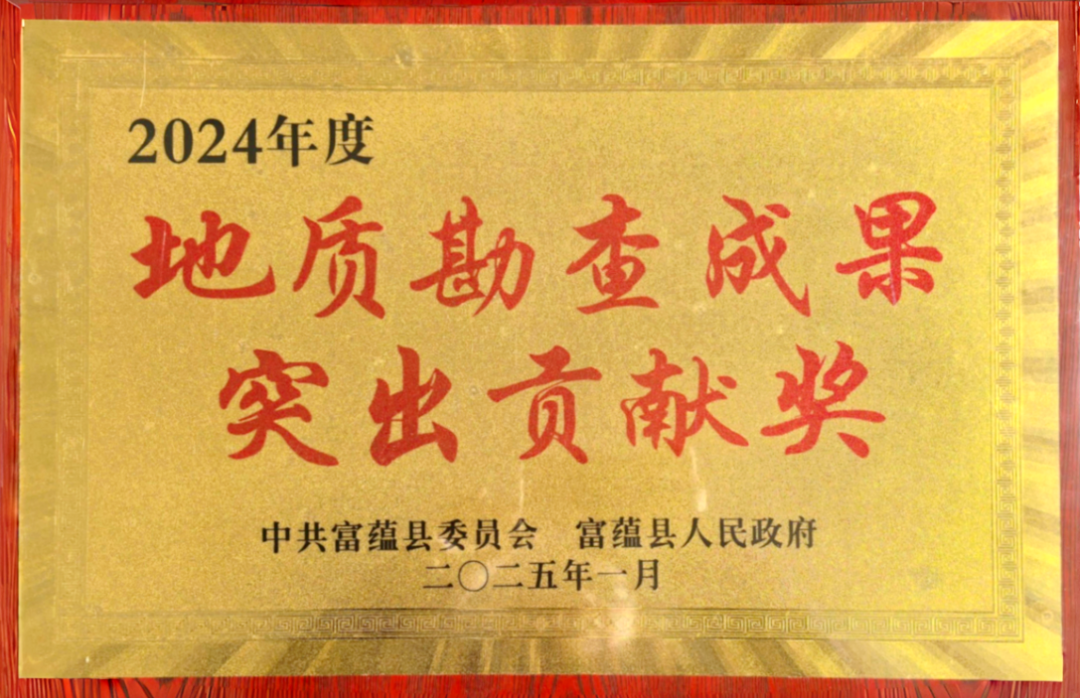 2024年度
地质勘查成果
突出贡献奖
中共富蕴县委员会　富蕴县人民政府
二〇二五年一月